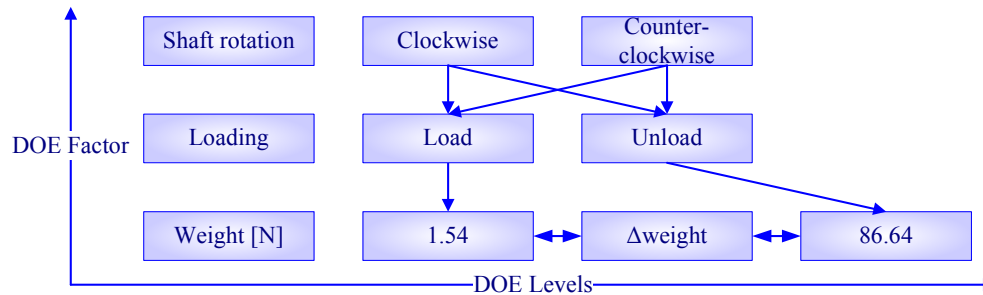 Shaft rotation
Clockwise
Counter-
clockwise
DOE Factor
Loading
Load
Unload
Weight [N]
1.54
Δweight
86.64
DOE Levels